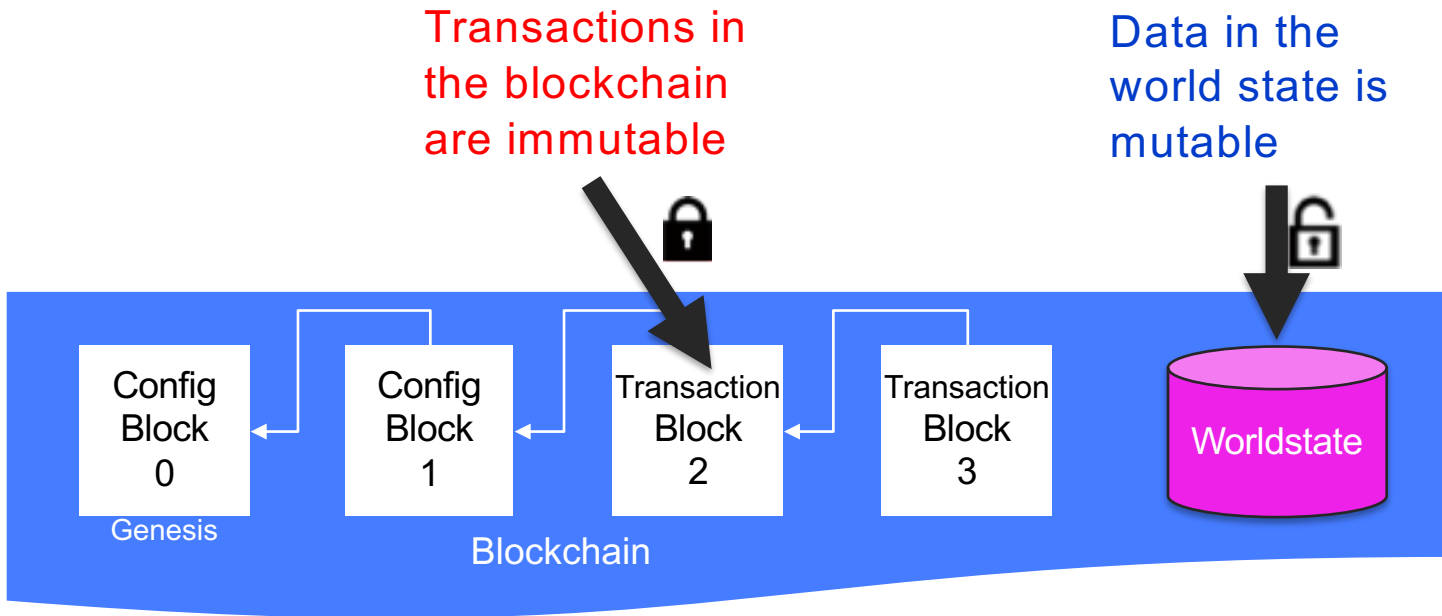 Transactions in
the blockchain
are immutable
Data in the
world state is
mutable
Config
Block
0
Genesis
Config
Block
1
Transaction
Block
2
Transaction
Block
3
Worldstate
Blockchain